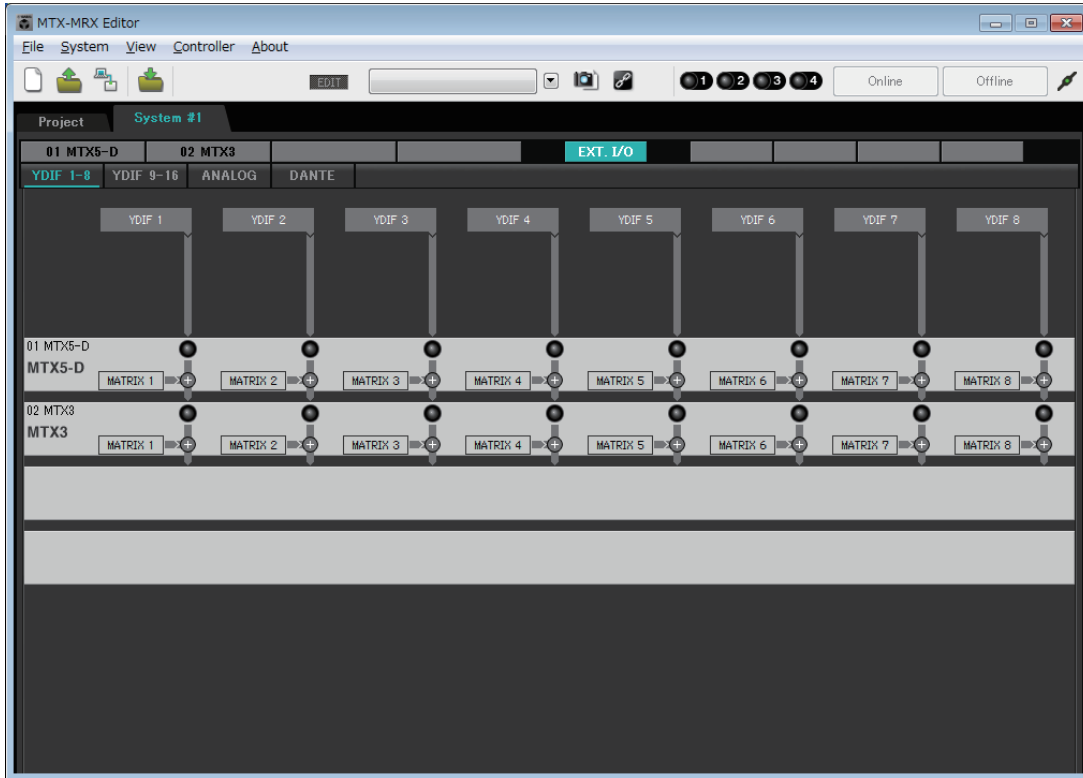 MTX-MRX Editor
File System View Controller About
EDIT 1 2 3 4 Online Offline
Project System #1
01 MTX5-D 02 MTX3 EXT. I/O
YDIF 1-8 YDIF 9-16 ANALOG DANTE
YDIF 1 YDIF 2 YDIF 3 YDIF 4 YDIF 5 YDIF 6 YDIF 7 YDIF 8
01 MTX5-D
MTX5-D
MATRIX 1 MATRIX 2 MATRIX 3 MATRIX 4 MATRIX 5 MATRIX 6 MATRIX 7 MATRIX 8
02 MTX3
MTX3
MATRIX 1 MATRIX 2 MATRIX 3 MATRIX 4 MATRIX 5 MATRIX 6 MATRIX 7 MATRIX 8